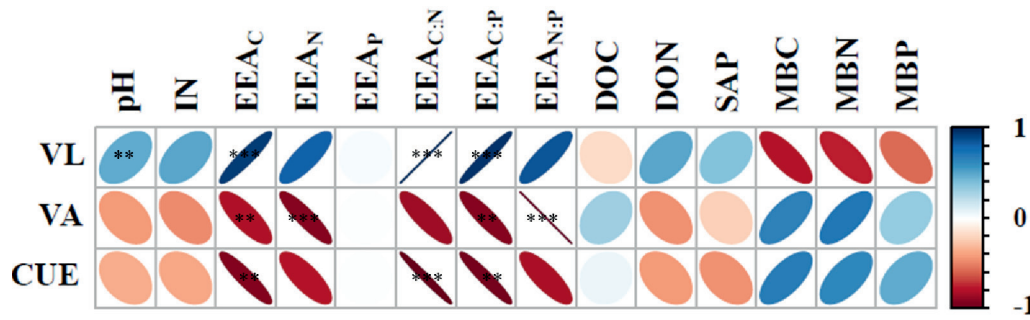 pH IN EEAC EEAN EEAP EEAC:N EEAC:P EEAN:P DOC DON SAP MBC MBN MBP
VL ** *** *** ***
VA ** *** ** ***
CUE ** *** **
1
0
-1